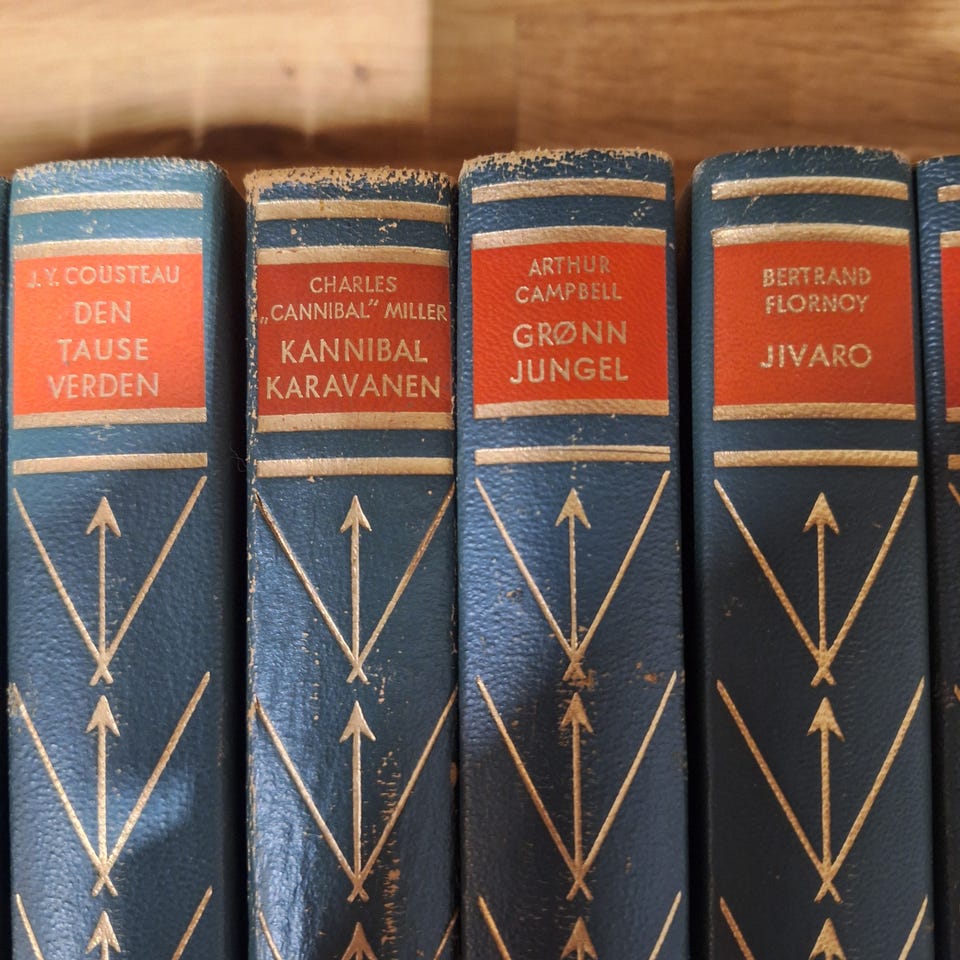 J. Y. COUSTEAU
DEN
TAUSE
VERDEN
CHARLES
„CANNIBAL" MILLER
KANNIBAL
KARAVANEN
ARTHUR
CAMPBELL
GRØNN
JUNGEL
BERTRAND
FLORNOY
JIVARO